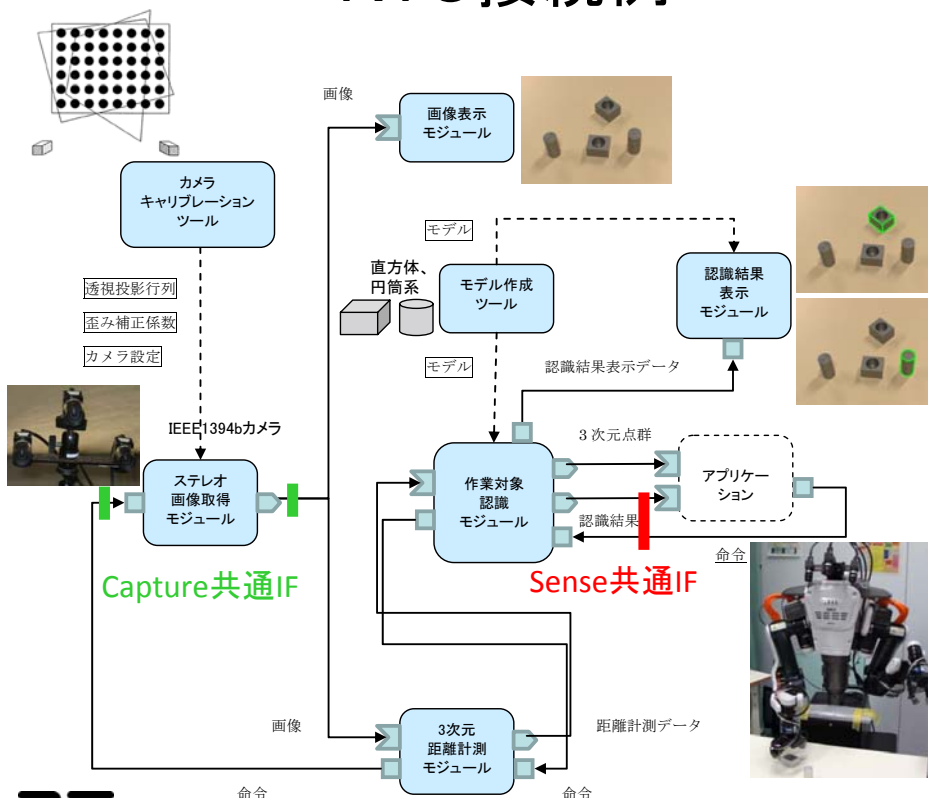 接続例
画像
画像表示
モジュール
カメラ
キャリブレーション
ツール
モデル
直方体、
円筒系
モデル作成
ツール
認識結果
表示
モジュール
透視投影行列
歪み補正係数
カメラ設定
モデル
認識結果表示データ
IEEE1394bカメラ
3次元点群
ステレオ
画像取得
モジュール
作業対象
認識
モジュール
アプリケー
ション
認識結果
命令
Capture共通IF
Sense共通IF
画像
3次元
距離計測
モジュール
距離計測データ
命令
命令